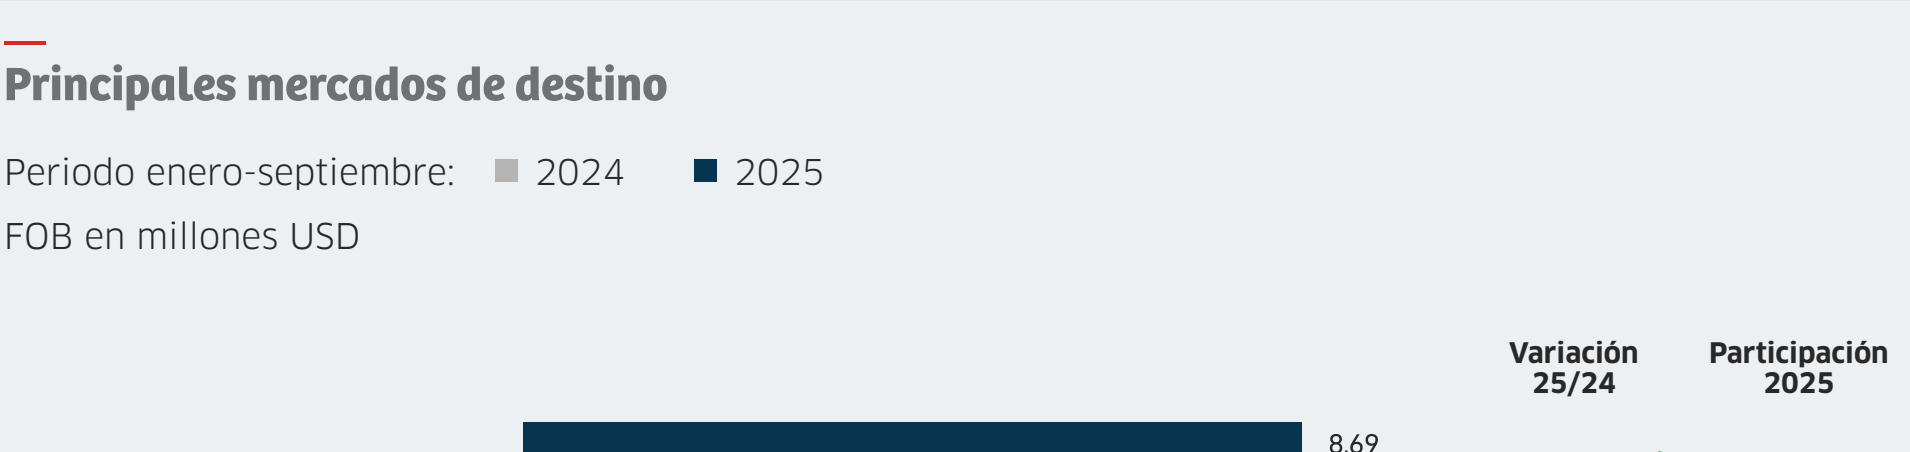 Principales mercados de destino
Periodo enero-septiembre: 2024 2025
FOB en millones USD
Variación 25/24
Participación 2025
8.69